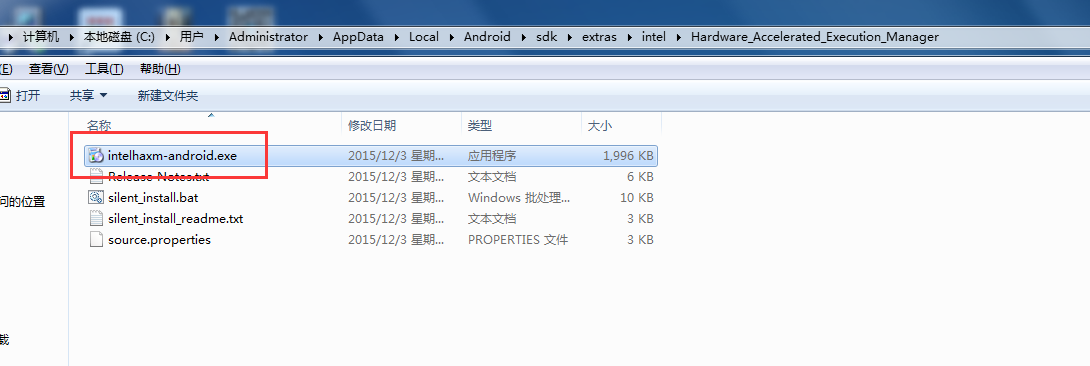 计算机 本地磁盘 (C:) 用户 Administrator AppData Local Android sdk extras intel Hardware_Accelerated_Execution_Manager
(E) 查看(V) 工具(T) 帮助(H)
打开 共享 新建文件夹
名称 修改日期 类型 大小
intelhaxm-android.exe 2015/12/3 星期... 应用程序 1,996 KB
Release Notes.txt 2015/12/3 星期... 文本文档 6 KB
silent_install.bat 2015/12/3 星期... Windows 批处理... 10 KB
问的位置
silent_install_readme.txt 2015/12/3 星期... 文本文档 3 KB
source.properties 2015/12/3 星期... PROPERTIES 文件 3 KB
载